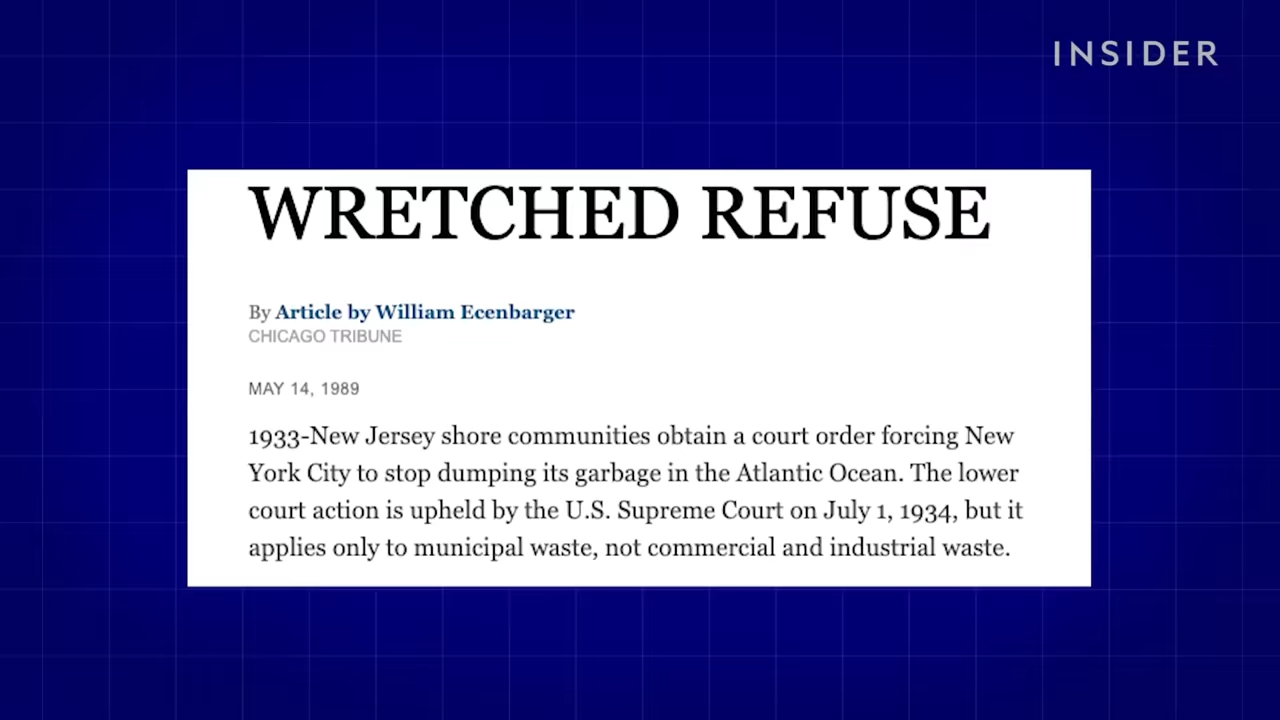 INSIDER
WRETCHED REFUSE
By Article by William Ecenbarger
CHICAGO TRIBUNE
MAY 14, 1989
1933-New Jersey shore communities obtain a court order forcing New
York City to stop dumping its garbage in the Atlantic Ocean. The lower
court action is upheld by the U.S. Supreme Court on July 1, 1934, but it
applies only to municipal waste, not commercial and industrial waste.